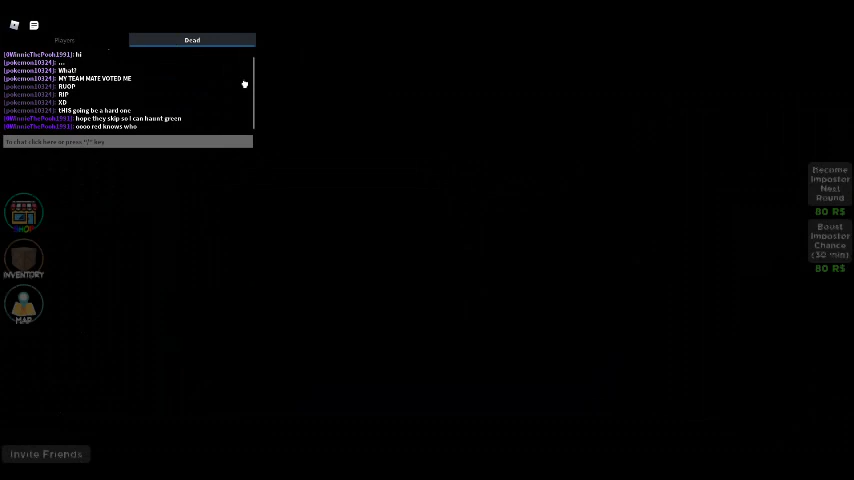 Players
Dead
[0WinnieThePooh1991]: hi
[pokemon10324]: ...
[pokemon10324]: What?
[pokemon10324]: MY TEAM MATE VOTED ME
[pokemon10324]: RUOP
[pokemon10324]: RIP
[pokemon10324]: XD
[pokemon10324]: tHIS going be a hard one
[0WinnieThePooh1991]: hope they skip so I can haunt green
[0WinnieThePooh1991]: oooo red knows who
To chat click here or press "/" key
SHOP
INVENTORY
MAP
Become
Impostor
Next
Round
80 R$
Boost
Impostor
Chance
(30 min)
80 R$
Invite Friends